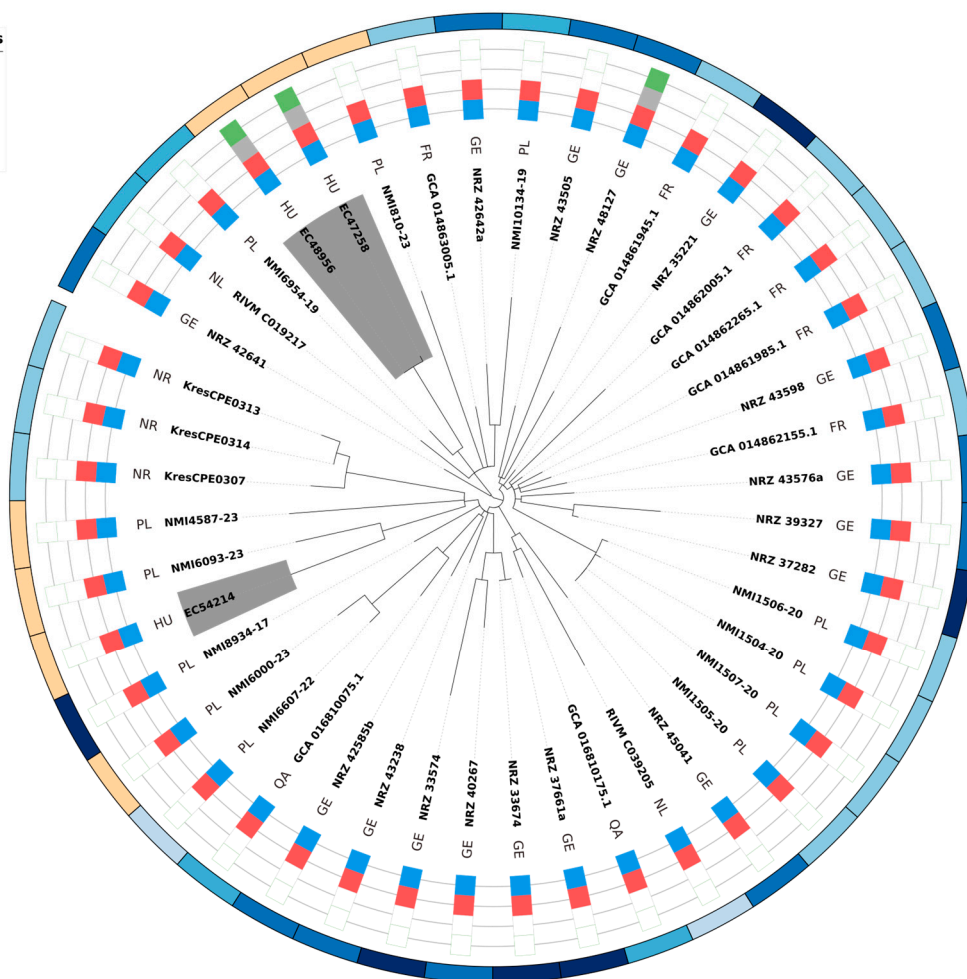 s
GE NRZ 42641
NL RIVM C019217
PL NMI6954-19
HU EC48956
HU EC47258
PL NMI810-23
FR GCA 014863005.1
GE NRZ 42642a
PL NMI10134-19
GE NRZ 43505
GE NRZ 48127
FR GCA 014861945.1
GE NRZ 35221
FR GCA 014862005.1
FR GCA 014862265.1
FR GCA 014861985.1
NRZ 43598 GE
GCA 014862155.1 FR
NRZ 43576a GE
NRZ 39327 GE
NRZ 37282 GE
NMI1506-20 PL
NMI1504-20 PL
NMI1507-20 PL
NMI1505-20 PL
NRZ 45041 GE
RIVM C039205 NL
GCA 016810175.1 QA
NRZ 37661a GE
NRZ 33674 GE
NRZ 40267 GE
NRZ 33574 GE
NRZ 43238 GE
NRZ 42585b GE
GCA 016810075.1 QA
NMI6607-22 PL
NMI6000-23 PL
NMI8934-17 PL
HU EC54214
PL NMI6093-23
PL NMI4587-23
NR KresCPE0307
NR KresCPE0314
NR KresCPE0313